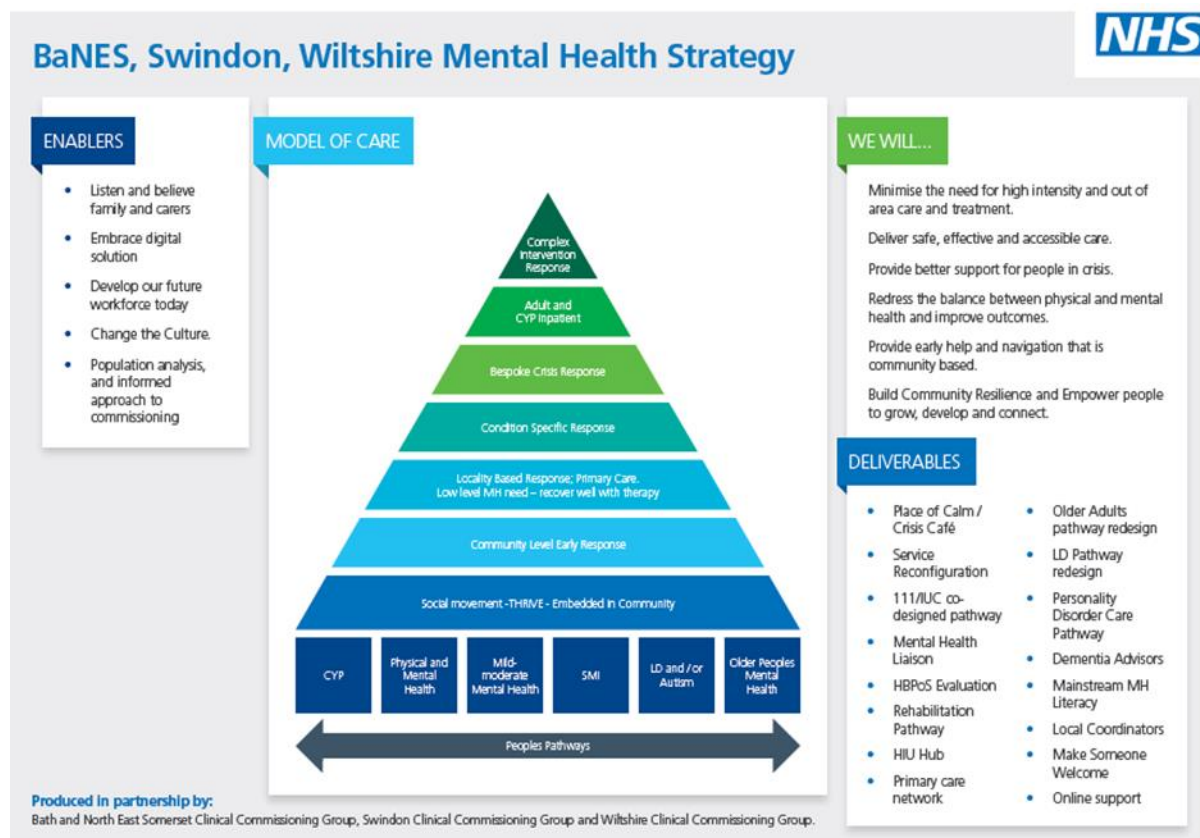 BaNES, Swindon, Wiltshire Mental Health Strategy
NHS
ENABLERS
• Listen and believe
family and carers
• Embrace digital
solution
• Develop our future
workforce today
• Change the Culture.
• Population analysis,
and informed
approach to
commissioning
MODEL OF CARE
Complex
Intervention
Response
Adult and
CYP Inpatient
Bespoke Crisis Response
Condition Specific Response
Locality Based Response; Primary Care.
Low level MH need – recover well with therapy
Community Level Early Response
Social movement -THRIVE - Embedded in Community
CYP
Physical and
Mental
Health
Mild-
moderate
Mental Health
SMI
LD and / or
Autism
Older Peoples
Mental
Health
Peoples Pathways
WE WILL...
Minimise the need for high intensity and out of
area care and treatment.
Deliver safe, effective and accessible care.
Provide better support for people in crisis.
Redress the balance between physical and mental
health and improve outcomes.
Provide early help and navigation that is
community based.
Build Community Resilience and Empower people
to grow, develop and connect.
DELIVERABLES
• Place of Calm /
Crisis Café
• Service
Reconfiguration
• 111/IUC co-
designed pathway
• Mental Health
Liaison
• HBPoS Evaluation
• Rehabilitation
Pathway
• HIU Hub
• Primary care
network
• Older Adults
pathway redesign
• LD Pathway
redesign
• Personality
Disorder Care
Pathway
• Dementia Advisors
• Mainstream MH
Literacy
• Local Coordinators
• Make Someone
Welcome
• Online support
Produced in partnership by:
Bath and North East Somerset Clinical Commissioning Group, Swindon Clinical Commissioning Group and Wiltshire Clinical Commissioning Group.